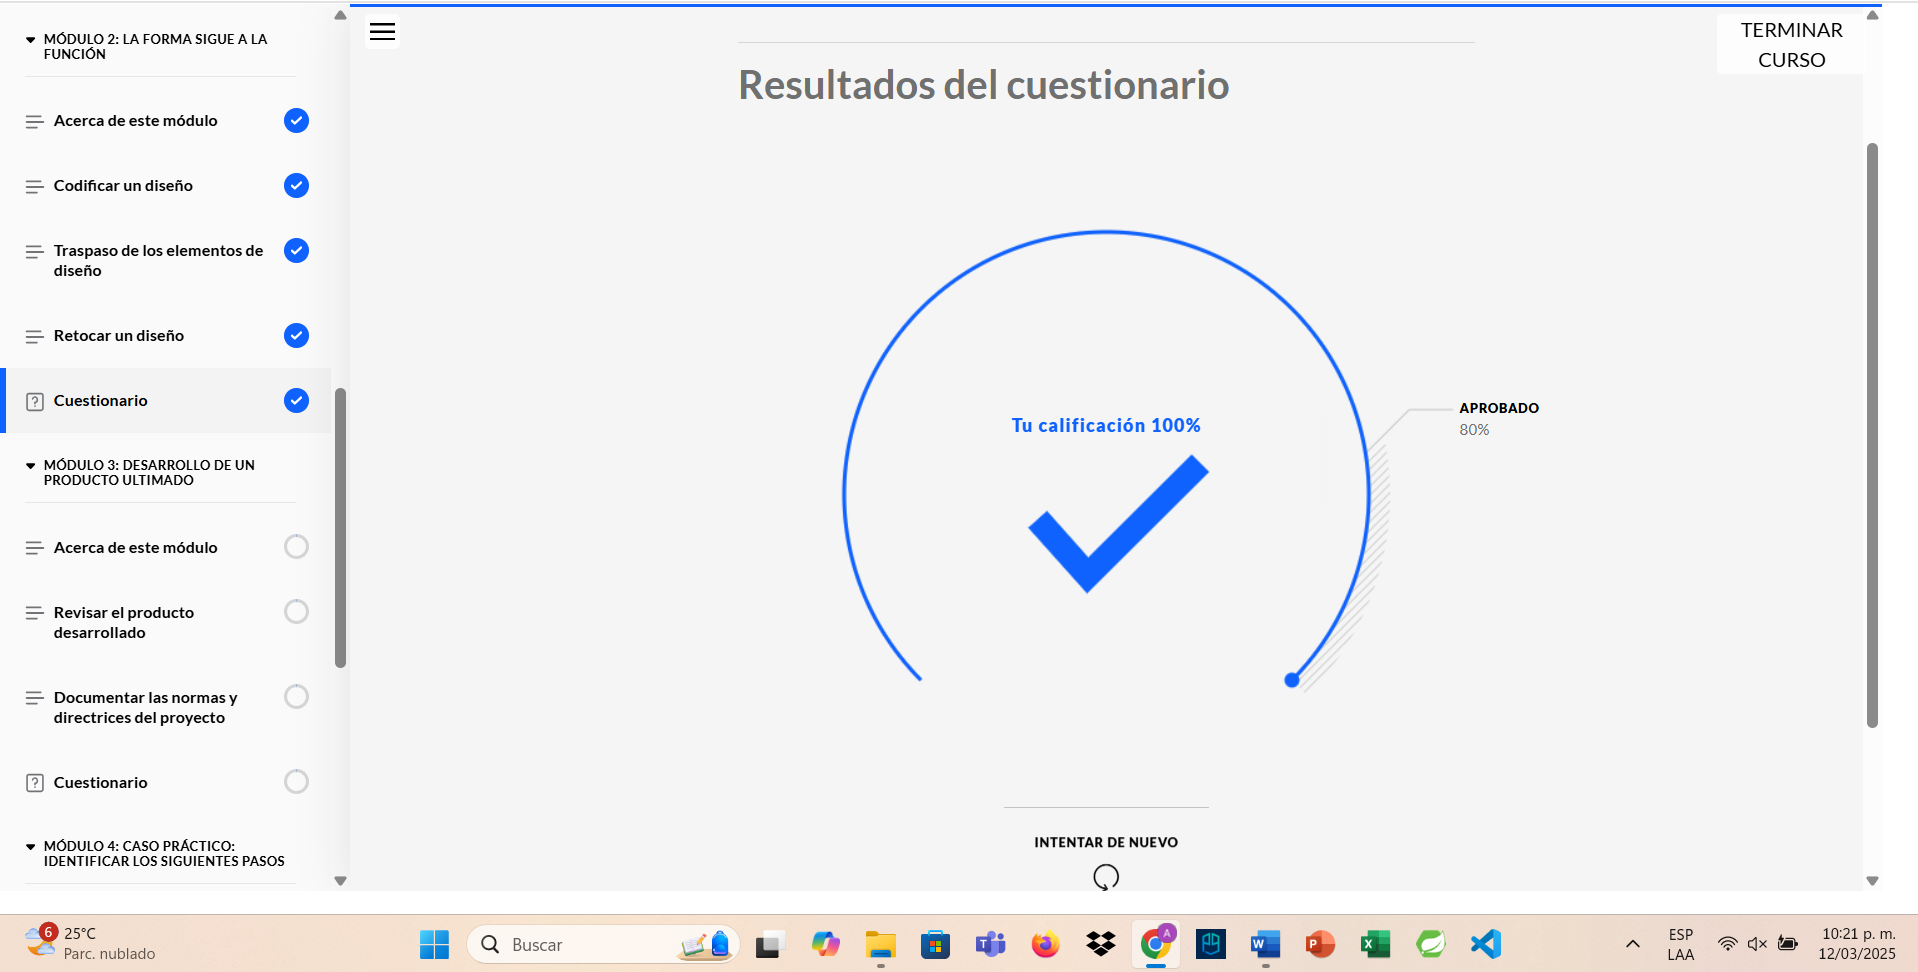 MÓDULO 2: LA FORMA SIGUE A LA
FUNCIÓN
Acerca de este módulo
Codificar un diseño
Traspaso de los elementos de
diseño
Retocar un diseño
Cuestionario
MÓDULO 3: DESARROLLO DE UN
PRODUCTO ULTIMADO
Acerca de este módulo
Revisar el producto
desarrollado
Documentar las normas y
directrices del proyecto
Cuestionario
MÓDULO 4: CASO PRÁCTICO:
IDENTIFICAR LOS SIGUIENTES PASOS
TERMINAR
CURSO
Resultados del cuestionario
Tu calificación 100%
APROBADO
80%
INTENTAR DE NUEVO
6
25°C
Parc. nublado
Buscar
A
ESP
LAA
10:21 p. m.
12/03/2025